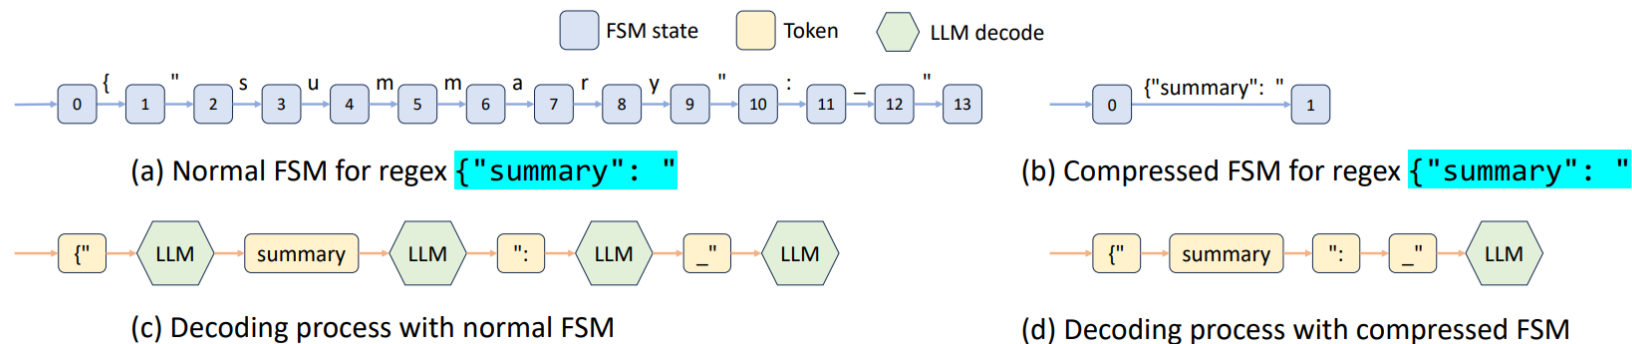 FSM state Token LLM decode
0 { 1 " 2 s 3 u 4 m 5 m 6 a 7 r 8 y 9 " 10 : 11 _ 12 " 13
(a) Normal FSM for regex {"summary": "
0 {"summary": " 1
(b) Compressed FSM for regex {"summary": "
{" LLM summary LLM ": LLM _" LLM
(c) Decoding process with normal FSM
{" summary ": _" LLM
(d) Decoding process with compressed FSM